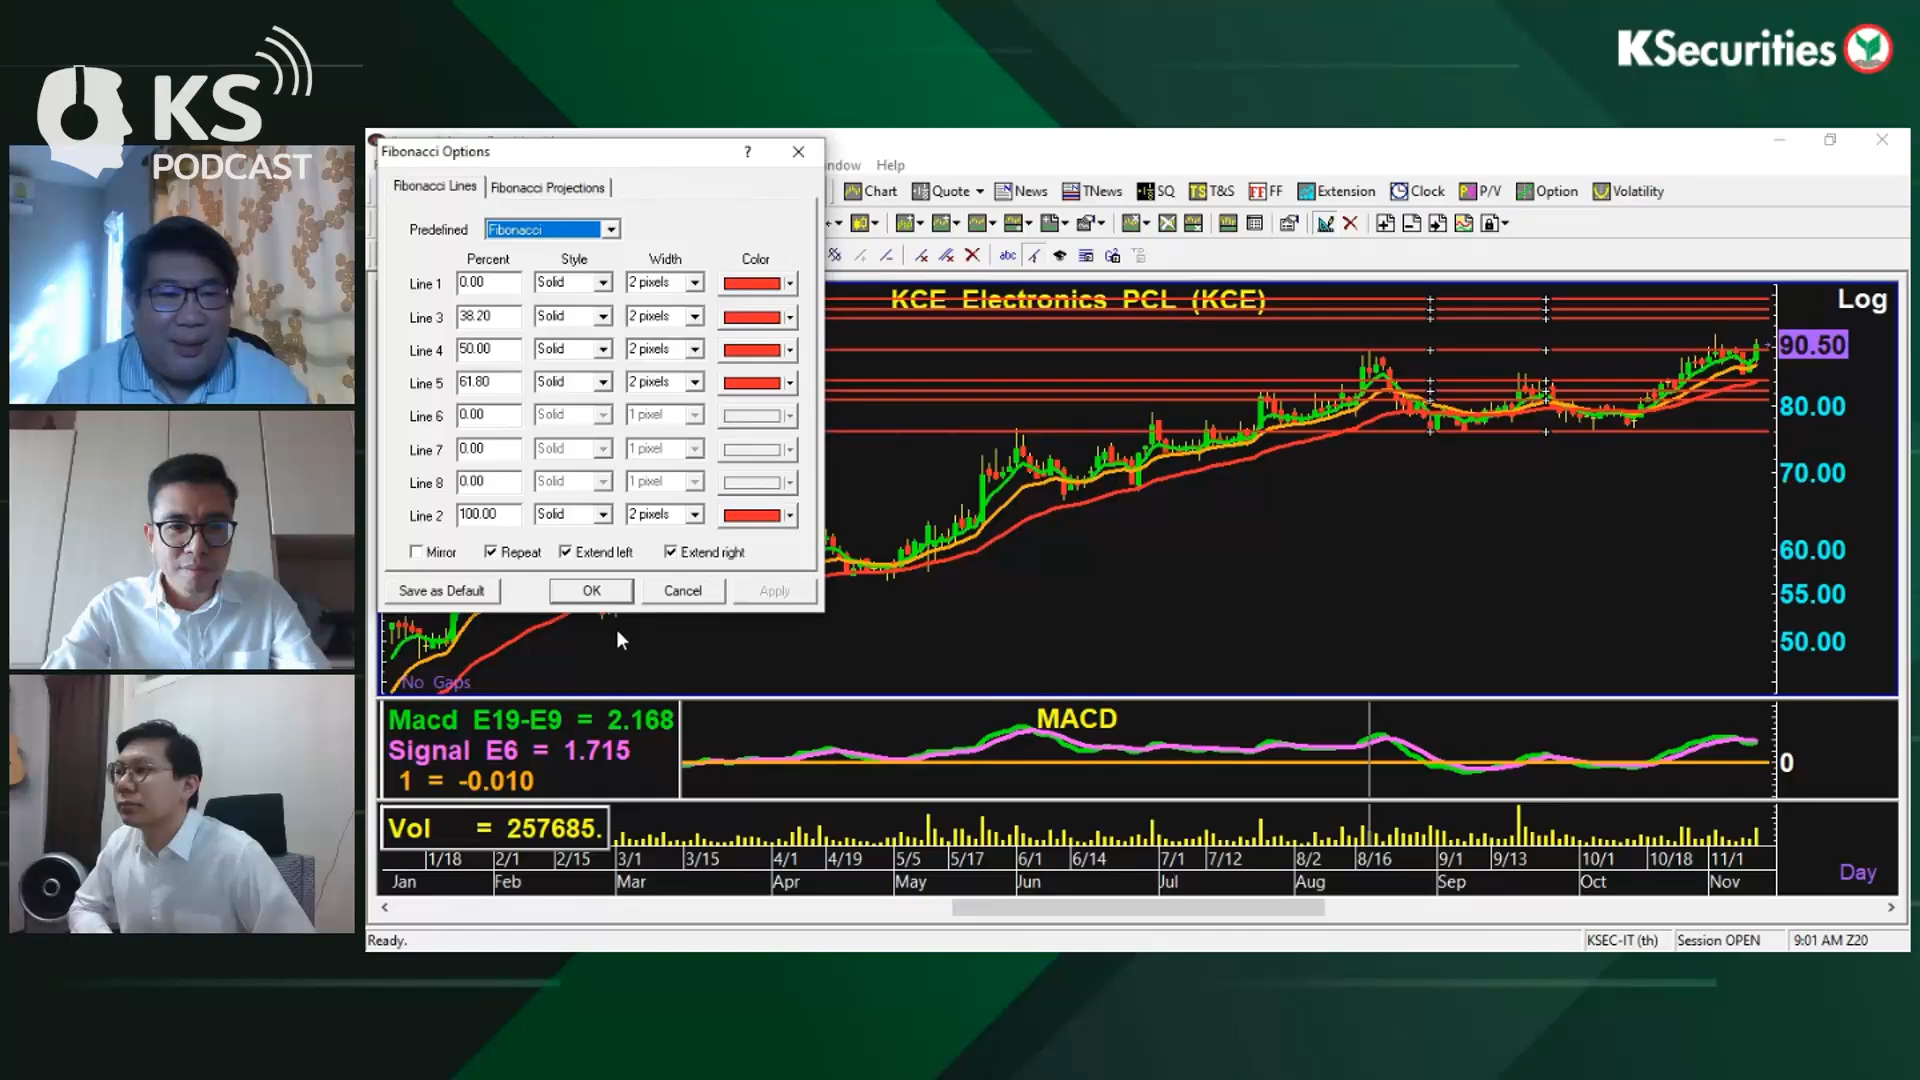 KS
PODCAST
KSecurities
Fibonacci Options
?
Fibonacci Lines
Fibonacci Projections
Predefined
Fibonacci
Percent Style Width Color
Line 1 0.00 Solid 2 pixels
Line 3 38.20 Solid 2 pixels
Line 4 50.00 Solid 2 pixels
Line 5 61.80 Solid 2 pixels
Line 6 0.00 Solid 1 pixel
Line 7 0.00 Solid 1 pixel
Line 8 0.00 Solid 1 pixel
Line 2 100.00 Solid 2 pixels
Mirror Repeat Extend left Extend right
Save as Default OK Cancel Apply
indow Help
Chart Quote News TNews SQ TS T&S FF FF Extension Clock P P/V Option Volatility
abc
KCE Electronics PCL (KCE)
Log
90.50
80.00
70.00
60.00
55.00
50.00
No Gaps
Macd E19-E9 = 2.168
Signal E6 = 1.715
1 = -0.010
MACD
0
Vol = 257685.
1/18 2/1 2/15 3/1 3/15 4/1 4/19 5/5 5/17 6/1 6/14 7/1 7/12 8/2 8/16 9/1 9/13 10/1 10/18 11/1
Jan Feb Mar Apr May Jun Jul Aug Sep Oct Nov
Day
Ready.
KSEC-IT (th) Session OPEN 9:01 AM Z20